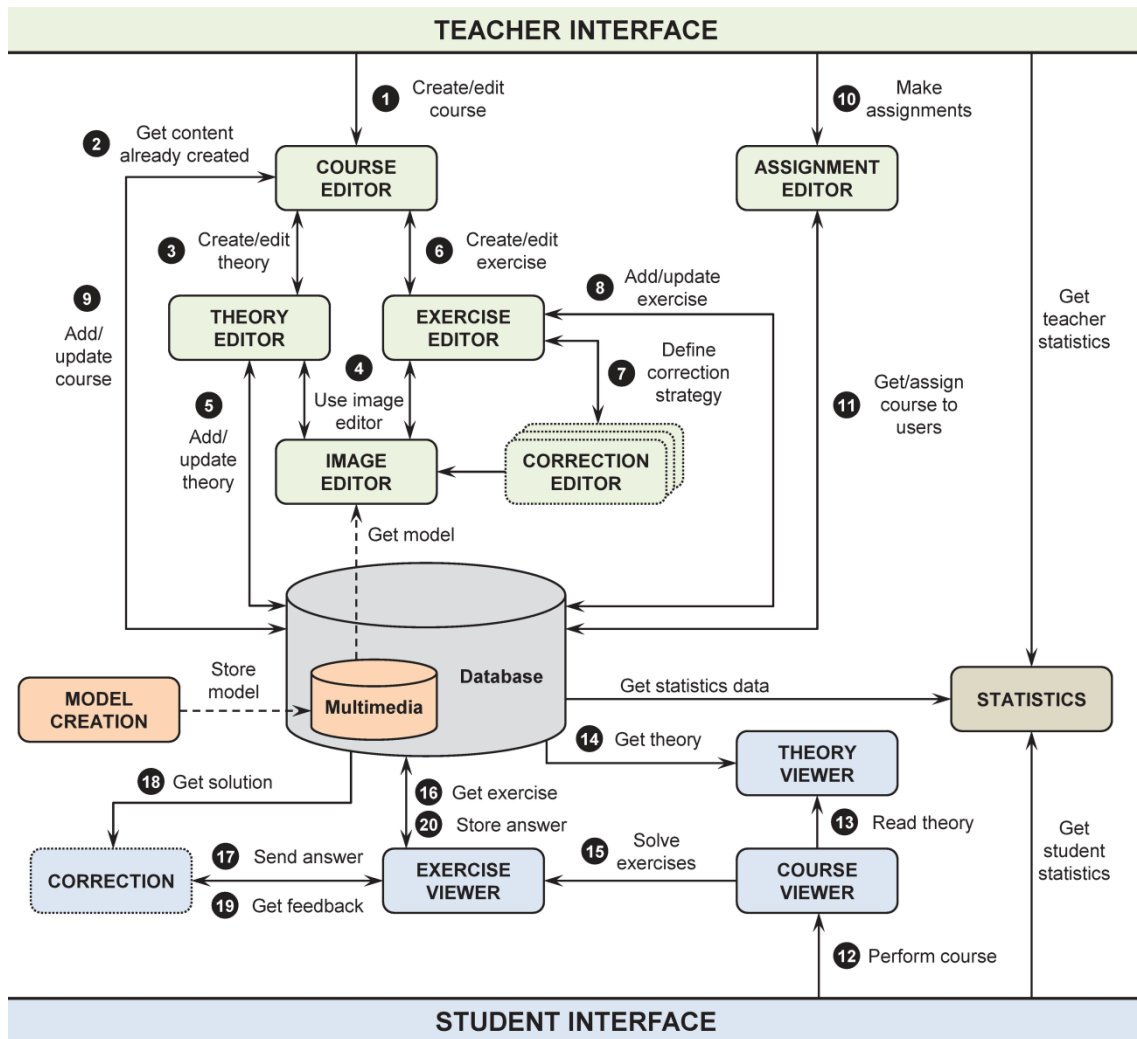 TEACHER INTERFACE
1 Create/edit
course
10 Make
assignments
2 Get content
already created
COURSE
EDITOR
ASSIGNMENT
EDITOR
3 Create/edit
theory
6 Create/edit
exercise
9
Add/
update
course
8 Add/update
exercise
Get
teacher
statistics
THEORY
EDITOR
EXERCISE
EDITOR
4
Use image
editor
7 Define
correction
strategy
5
Add/
update
theory
11 Get/assign
course to
users
IMAGE
EDITOR
CORRECTION
EDITOR
Get model
Store
model
Database
MODEL
CREATION
Multimedia
Get statistics data
STATISTICS
14 Get theory
THEORY
VIEWER
18 Get solution
16 Get exercise
20 Store answer
13 Read theory
15 Solve
exercises
17 Send answer
CORRECTION
EXERCISE
VIEWER
COURSE
VIEWER
Get
student
statistics
19 Get feedback
12 Perform course
STUDENT INTERFACE